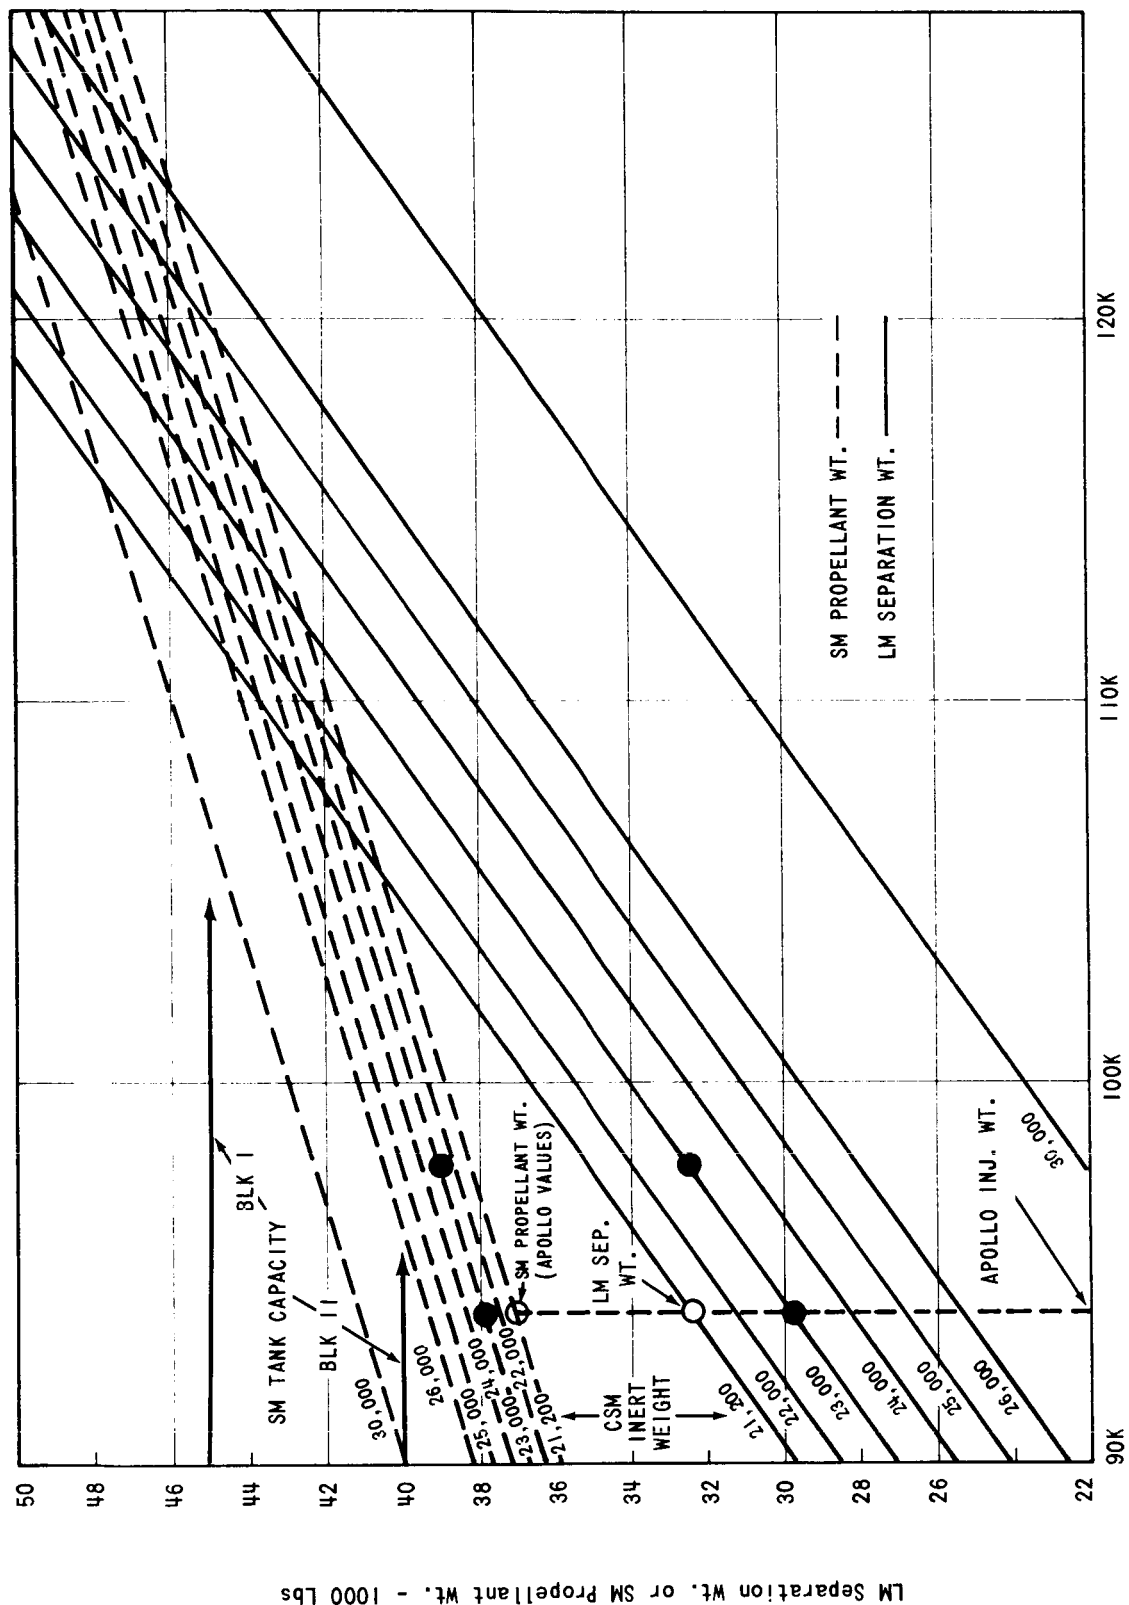 LM Separation Wt. or SM Propellant Wt. - 1000 Lbs
50
48
46
44
42
40
38
36
34
32
30
28
26
24
22
90K
100K
110K
120K
SM TANK CAPACITY
BLK I
BLK II
30,000
26,000
25,000
24,000
23,000
22,000
21,200
SM PROPELLANT WT.
(APOLLO VALUES)
LM SEP.
WT.
CSM
INERT
WEIGHT
21,200
22,000
23,000
24,000
25,000
26,000
30,000
APOLLO INJ. WT.
SM PROPELLANT WT.
LM SEPARATION WT.